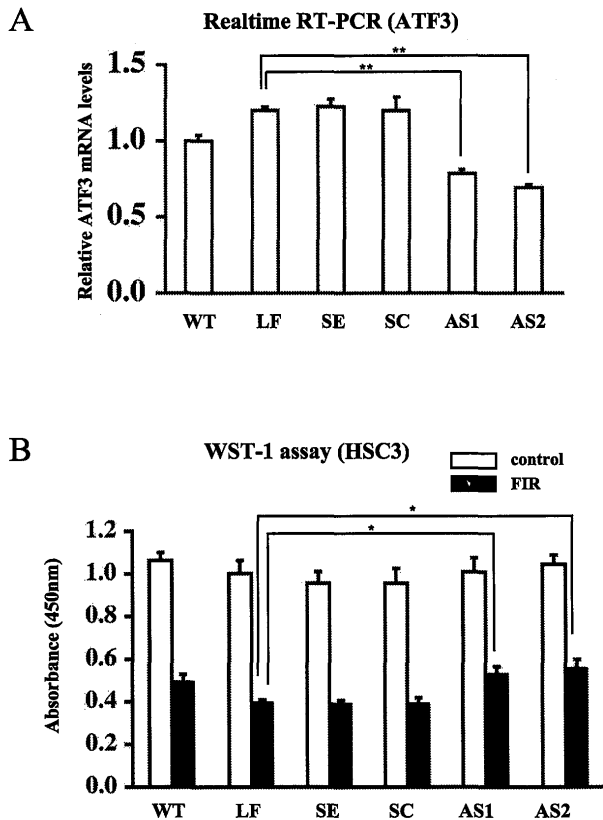 A
Realtime RT-PCR (ATF3)
**
**
Relative ATF3 mRNA levels
1.5
1.0
0.5
0.0
WT LF SE SC AS1 AS2
B
WST-1 assay (HSC3)
control
FIR
*
*
Absorbance (450nm)
1.2
1.0
0.8
0.6
0.4
0.2
0.0
WT LF SE SC AS1 AS2